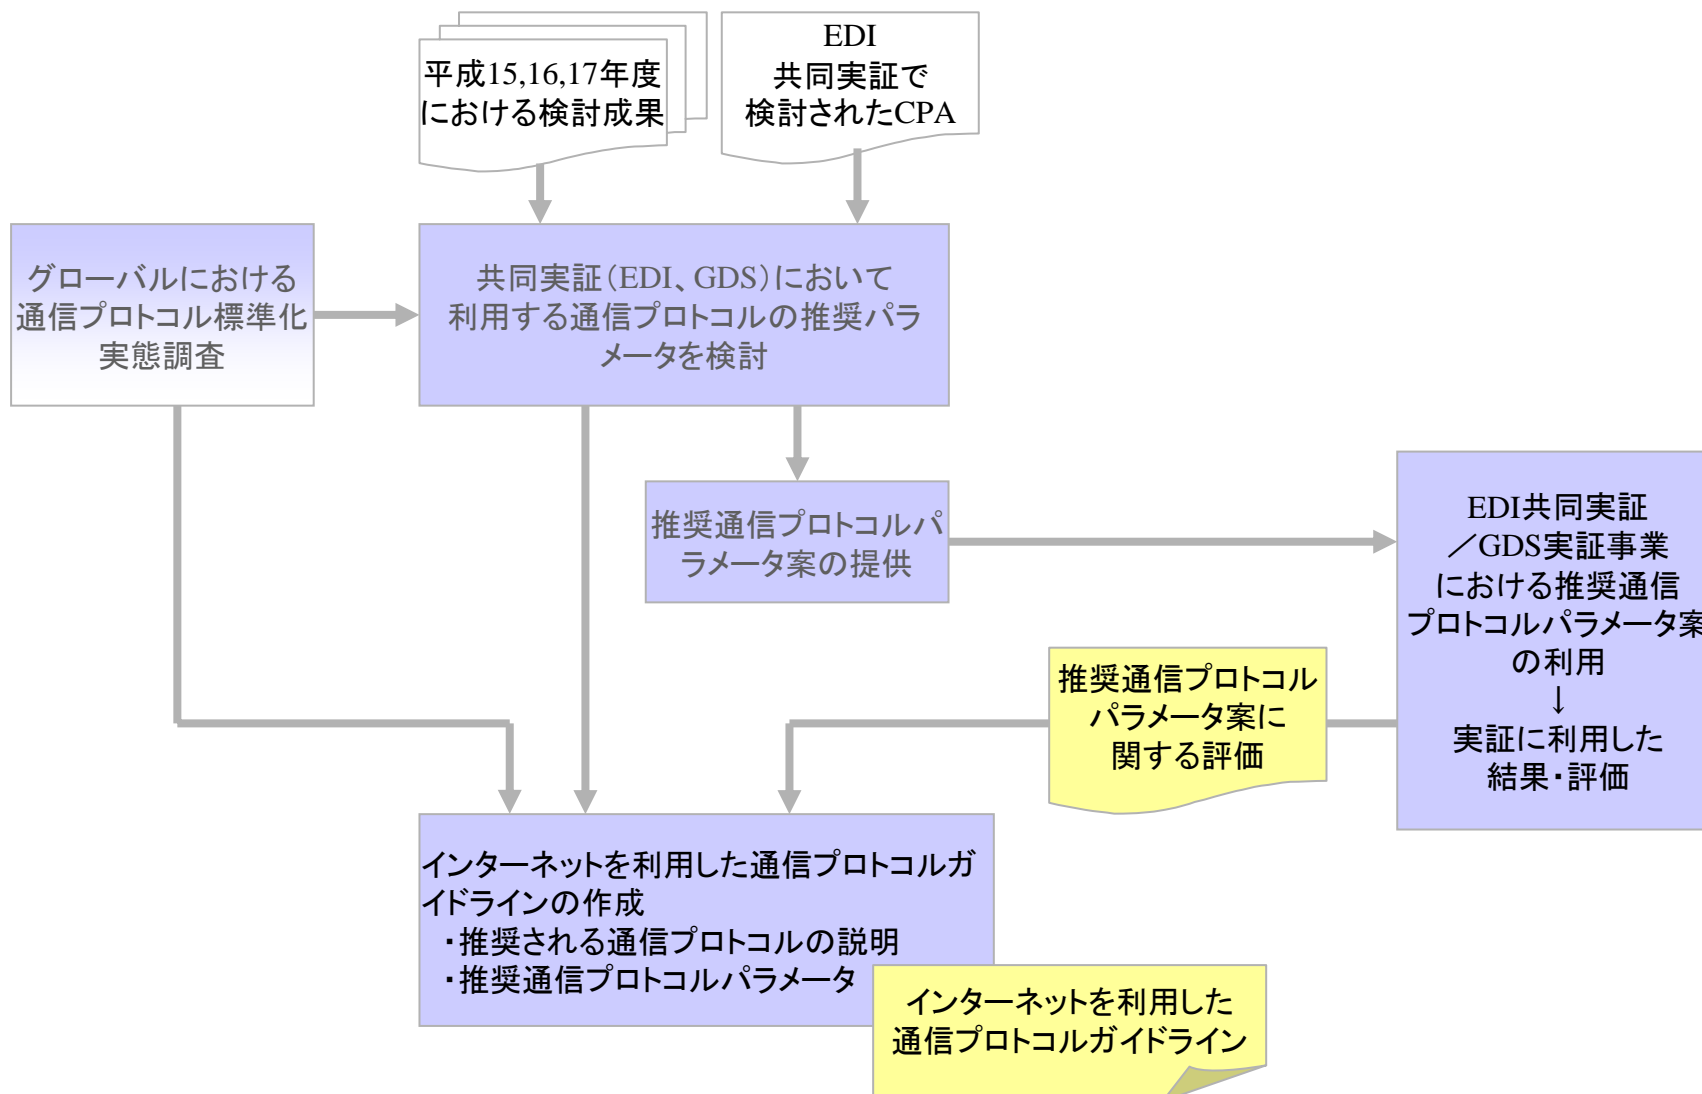 平成15,16,17年度
における検討成果
EDI
共同実証で
検討されたCPA
グローバルにおける
通信プロトコル標準化
実態調査
共同実証(EDI、GDS)において
利用する通信プロトコルの推奨パラ
メータを検討
推奨通信プロトコルパ
ラメータ案の提供
EDI共同実証
／GDS実証事業
における推奨通信
プロトコルパラメータ案
の利用
↓
実証に利用した
結果・評価
推奨通信プロトコル
パラメータ案に
関する評価
インターネットを利用した通信プロトコルガ
イドラインの作成
・推奨される通信プロトコルの説明
・推奨通信プロトコルパラメータ
インターネットを利用した
通信プロトコルガイドライン